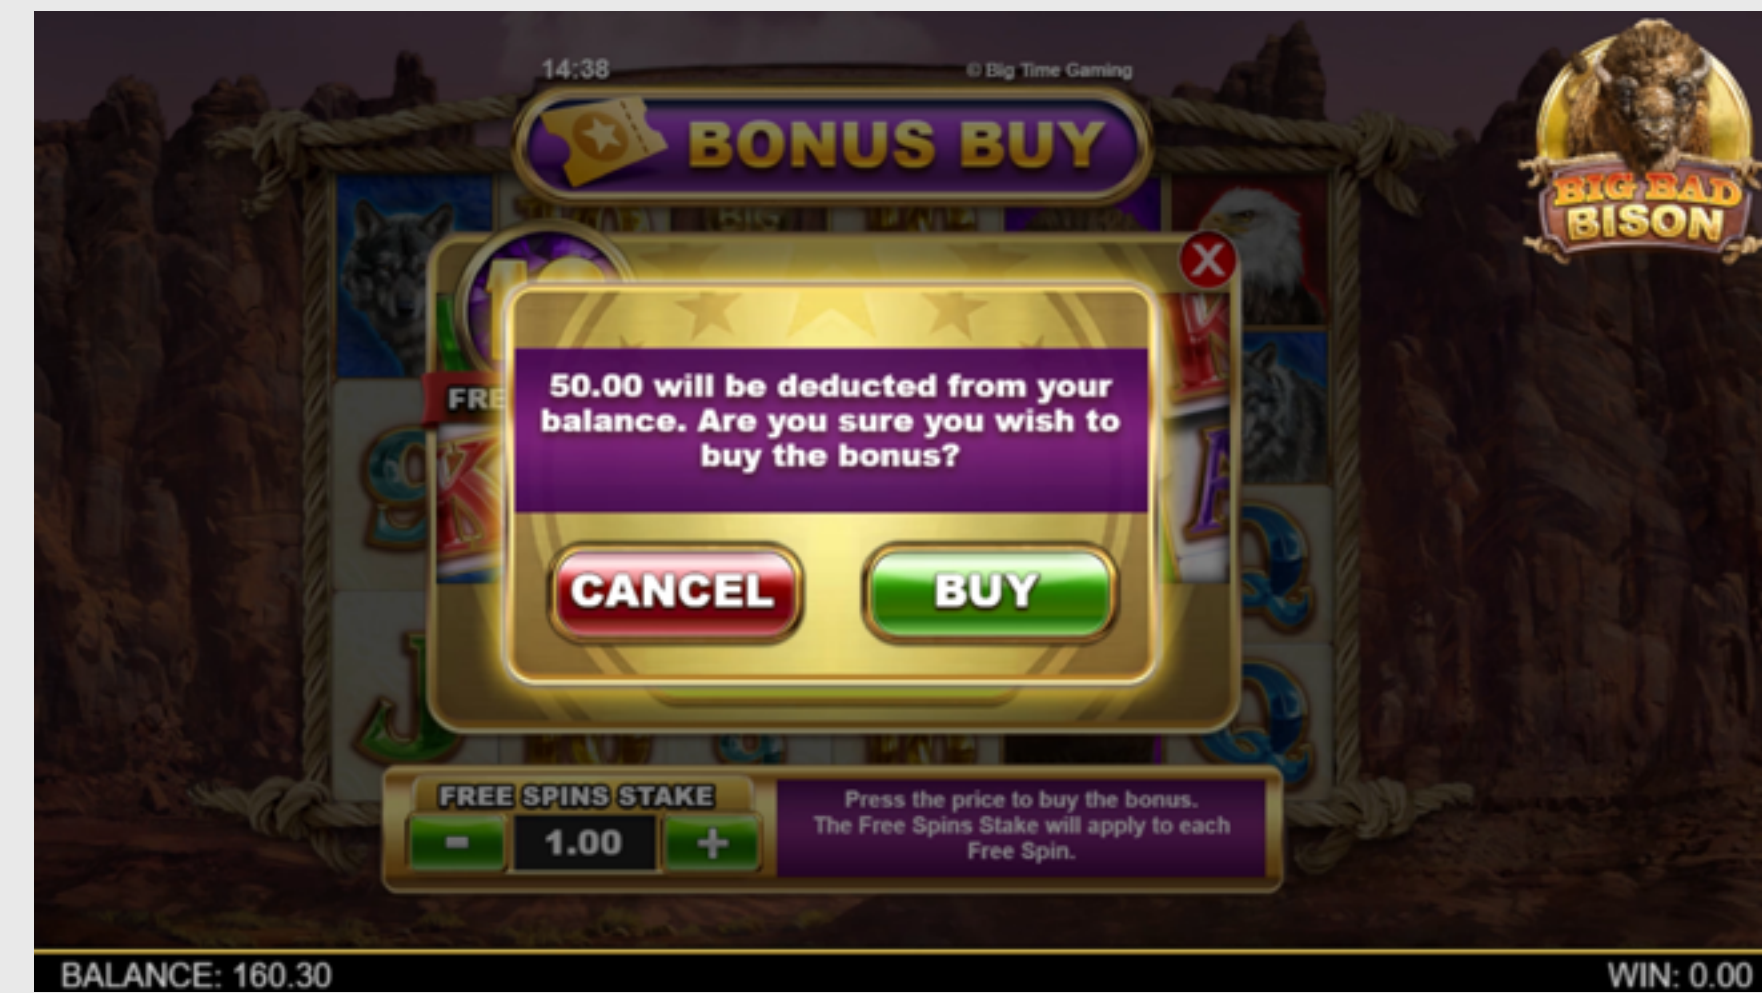 14:38
© Big Time Gaming
BONUS BUY
BIG BAD
BISON
FRE
50.00 will be deducted from your
balance. Are you sure you wish to
buy the bonus?
CANCEL
BUY
FREE SPINS STAKE
- 1.00 +
Press the price to buy the bonus.
The Free Spins Stake will apply to each
Free Spin.
BALANCE: 160.30
WIN: 0.00